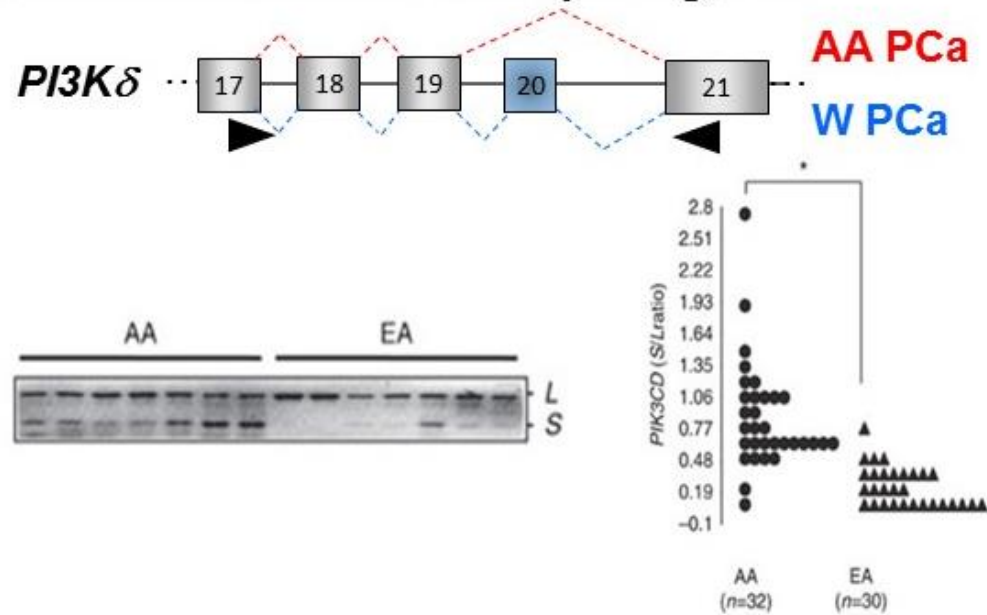 PI3Kδ
17
18
19
20
21
AA PCa
W PCa
AA
EA
L
S
*
PIK3CD (S/Lratio)
2.8
2.51
2.22
1.93
1.64
1.35
1.06
0.77
0.48
0.19
–0.1
AA
(n=32)
EA
(n=30)